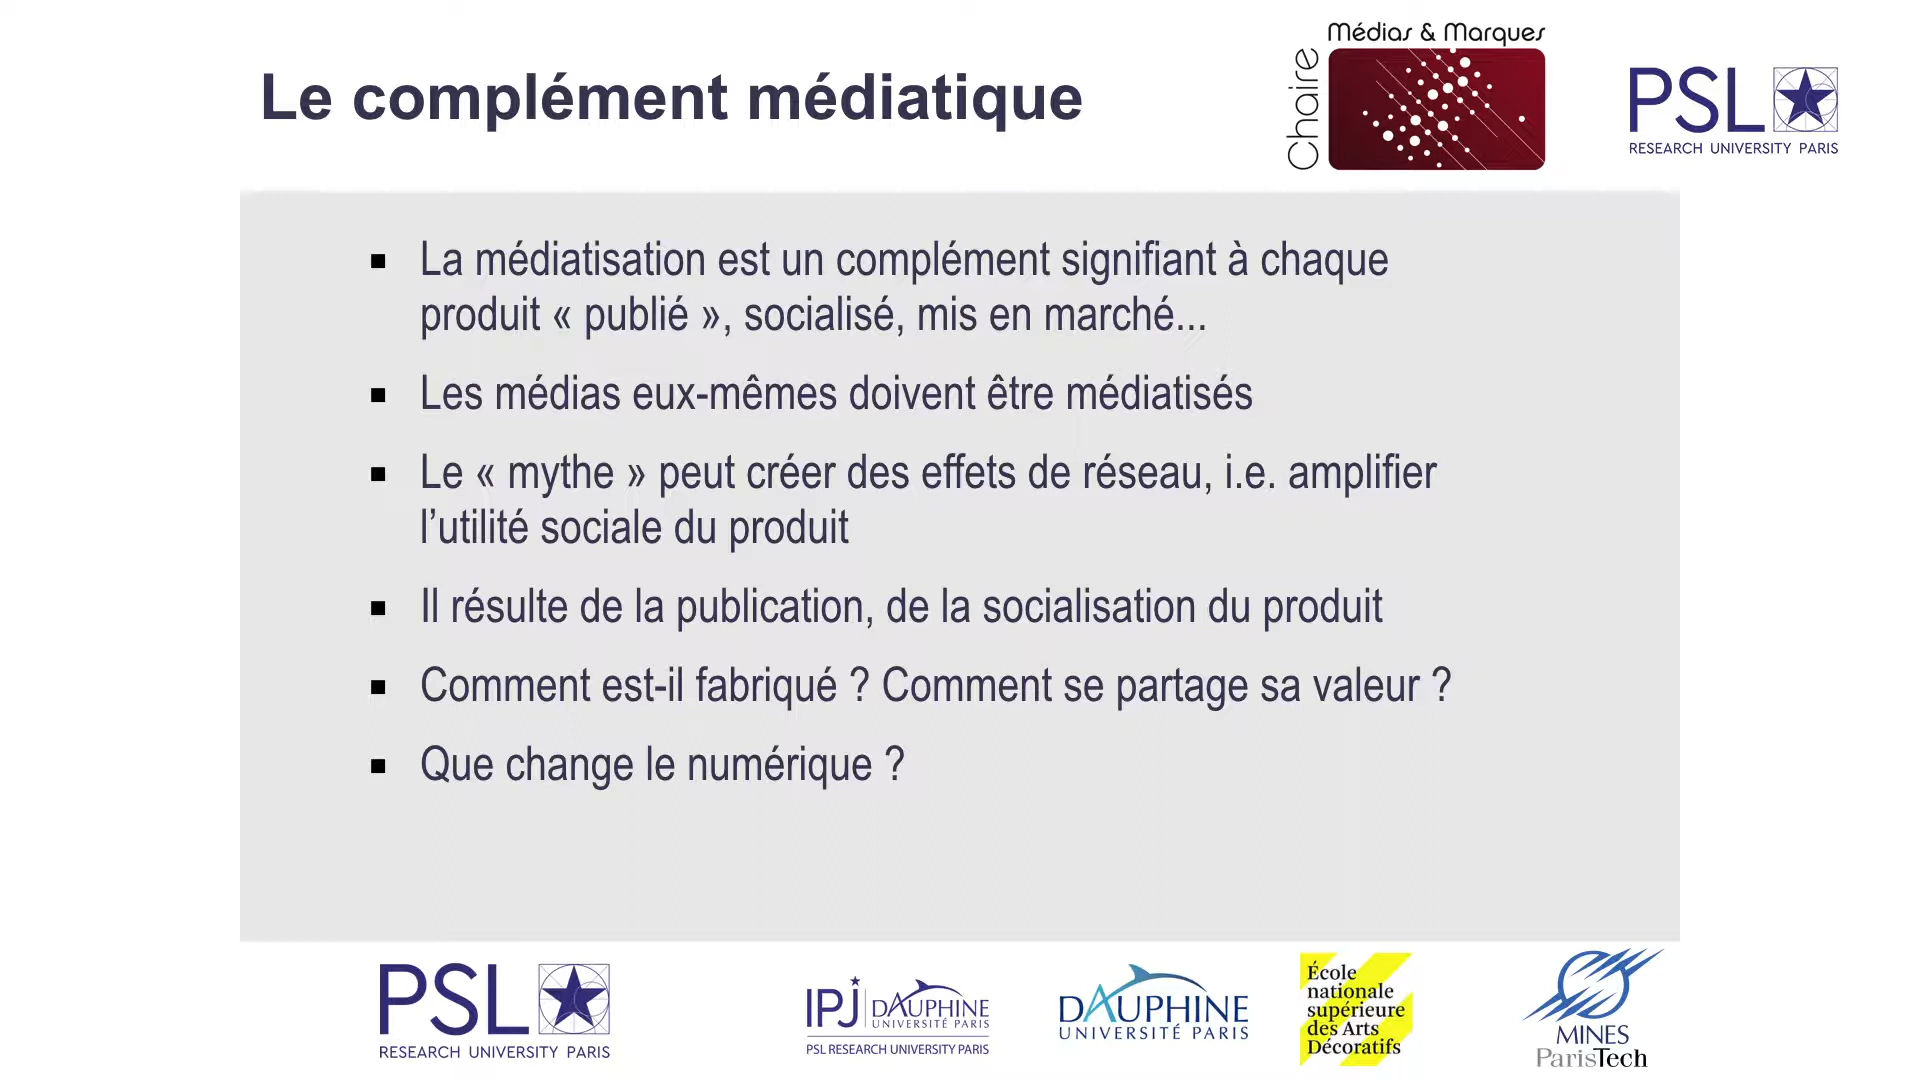 Médias & Marques
Chaire
Le complément médiatique
PSL
RESEARCH UNIVERSITY PARIS
▪ La médiatisation est un complément signifiant à chaque
produit « publié », socialisé, mis en marché...
▪ Les médias eux-mêmes doivent être médiatisés
▪ Le « mythe » peut créer des effets de réseau, i.e. amplifier
l’utilité sociale du produit
▪ Il résulte de la publication, de la socialisation du produit
▪ Comment est-il fabriqué ? Comment se partage sa valeur ?
▪ Que change le numérique ?
PSL
RESEARCH UNIVERSITY PARIS
IPJ DAUPHINE
UNIVERSITÉ PARIS
PSL RESEARCH UNIVERSITY PARIS
DAUPHINE
UNIVERSITÉ PARIS
École
nationale
supérieure
des Arts
Décoratifs
MINES
ParisTech